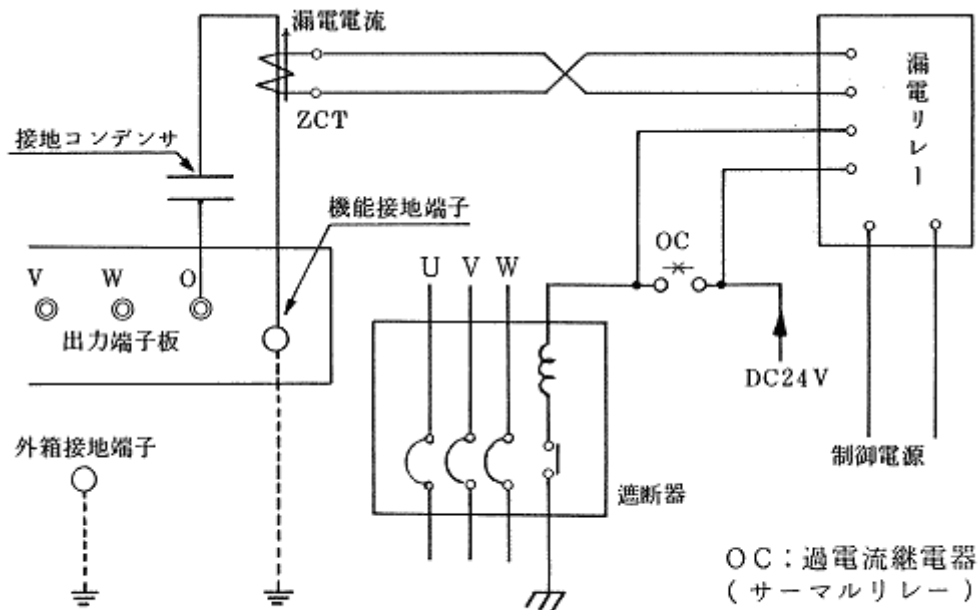 漏電電流
ZCT
接地コンデンサ
漏電リレー
機能接地端子
OC
U V W
V W O
出力端子板
DC24V
外箱接地端子
制御電源
遮断器
OC：過電流継電器
(サーマルリレー)